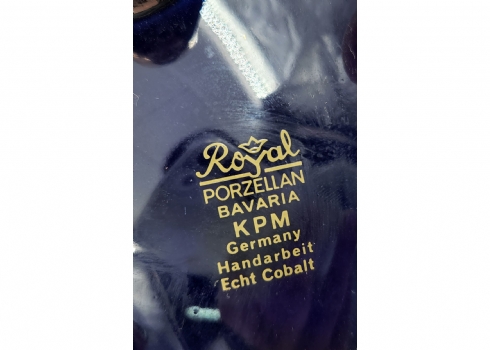 Royal
PORZELLAN
BAVARIA
KPM
Germany
Handarbeit
Echt Cobalt